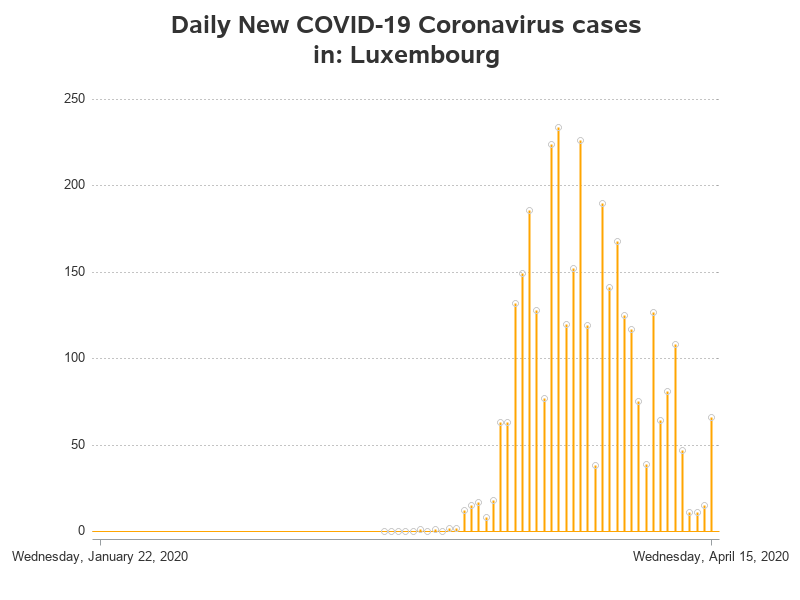 Daily New COVID-19 Coronavirus cases
in: Luxembourg
250
200
150
100
50
0
Wednesday, January 22, 2020
Wednesday, April 15, 2020